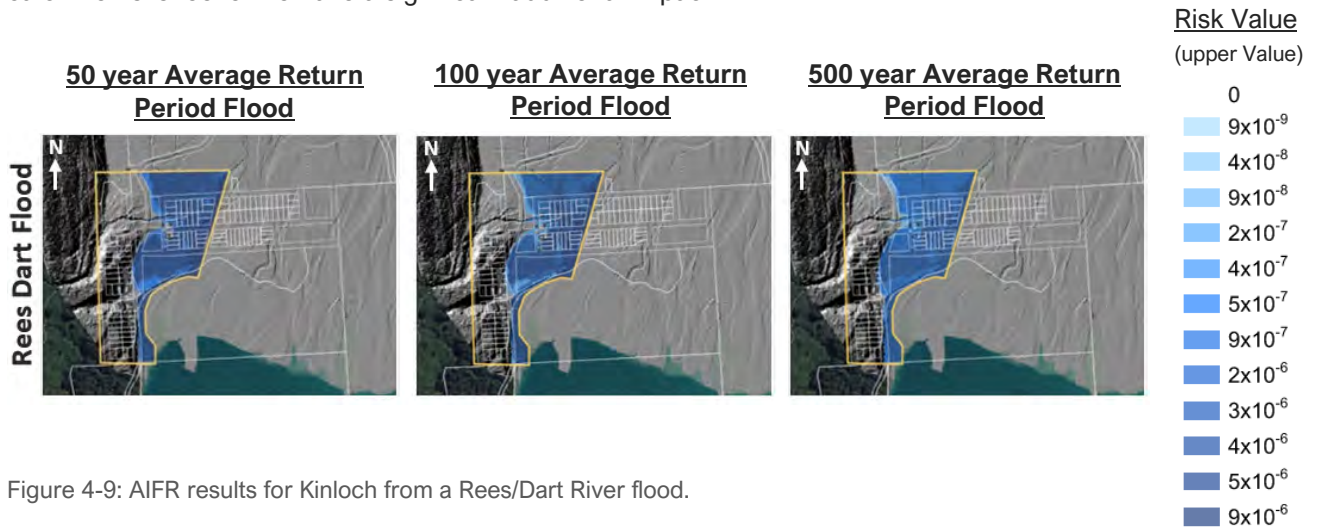 50 year Average Return
Period Flood
100 year Average Return
Period Flood
500 year Average Return
Period Flood
Rees Dart Flood
N
N
N
Risk Value
(upper Value)
0
9x10⁻⁹
4x10⁻⁸
9x10⁻⁸
2x10⁻⁷
4x10⁻⁷
5x10⁻⁷
9x10⁻⁷
2x10⁻⁶
3x10⁻⁶
4x10⁻⁶
5x10⁻⁶
9x10⁻⁶
Figure 4-9: AIFR results for Kinloch from a Rees/Dart River flood.